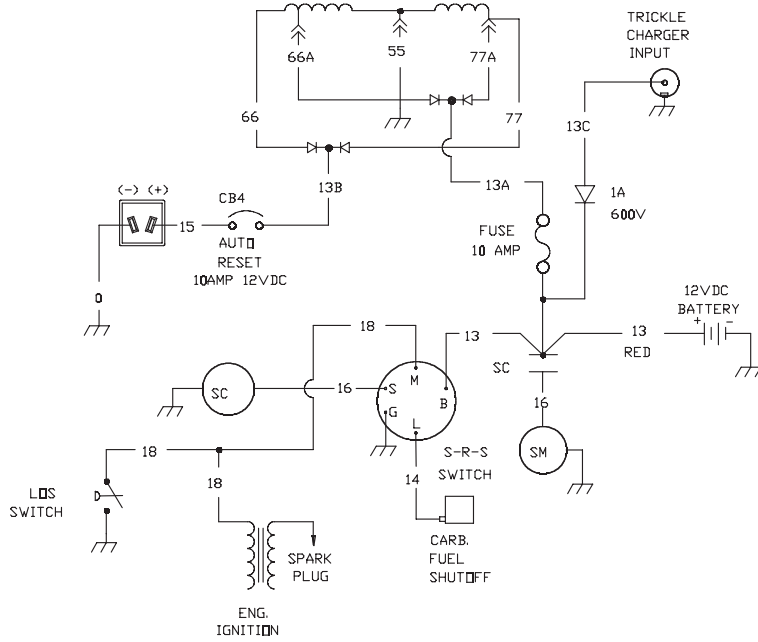 TRICKLE
CHARGER
INPUT
66A
55
77A
66
77
13C
13B
13A
1A
600V
(-) (+)
CB4
15
AUTO
RESET
10AMP 12VDC
FUSE
10 AMP
0
12VDC
BATTERY
+ -
18
13
13
RED
SC
SC
16
M
S
B
G
L
16
S-R-S
SWITCH
SM
18
18
14
LOS
SWITCH
CARB.
FUEL
SHUTOFF
SPARK
PLUG
ENG.
IGNITION